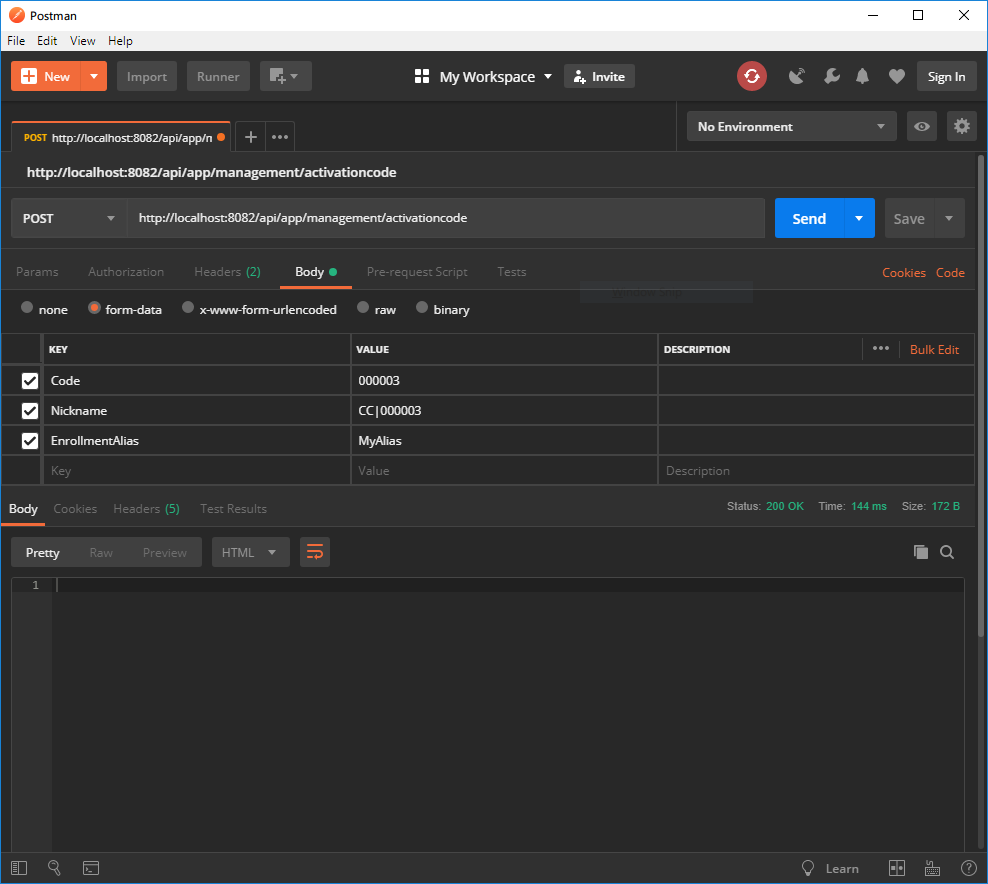 Postman
File Edit View Help
New Import Runner My Workspace Invite Sign In
POST http://localhost:8082/api/app/n No Environment
http://localhost:8082/api/app/management/activationcode
POST http://localhost:8082/api/app/management/activationcode Send Save
Params Authorization Headers (2) Body Pre-request Script Tests Cookies Code
none form-data x-www-form-urlencoded raw binary
KEY VALUE DESCRIPTION Bulk Edit
Code 000003
Nickname CC|000003
EnrollmentAlias MyAlias
Key Value Description
Body Cookies Headers (5) Test Results Status: 200 OK Time: 144 ms Size: 172 B
Pretty Raw Preview HTML
1
Learn